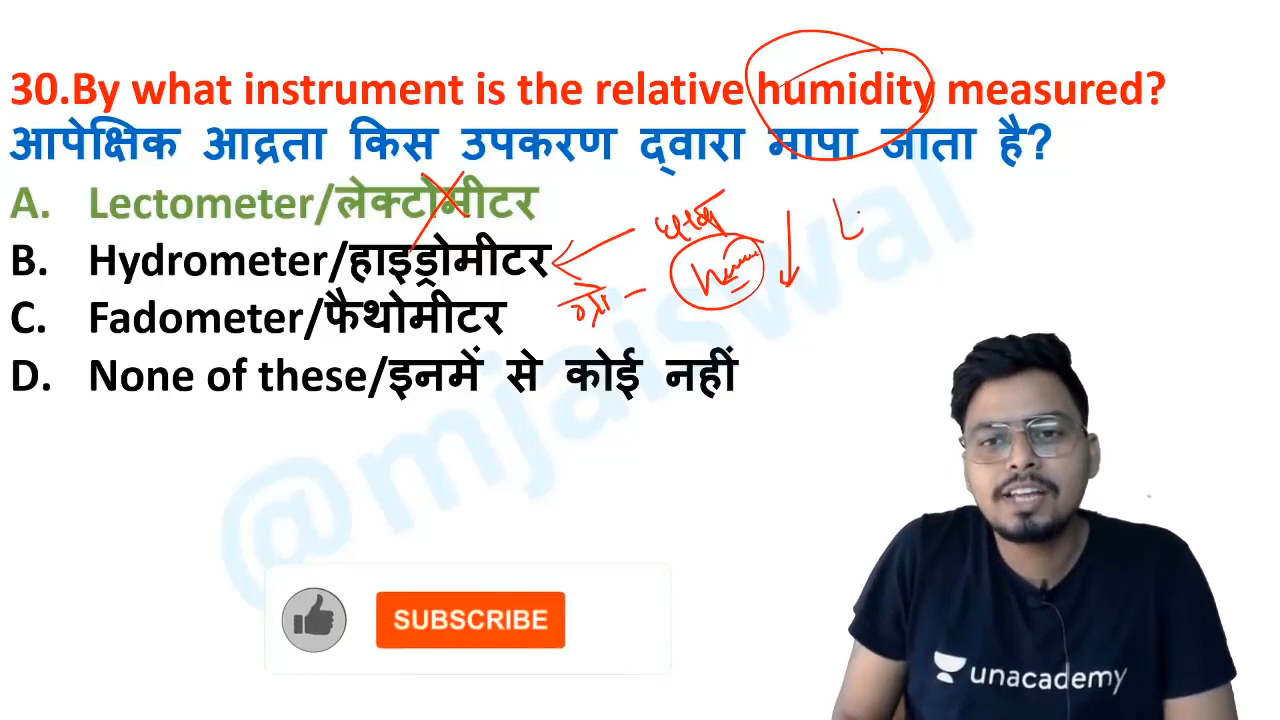 30.By what instrument is the relative humidity measured?
आपेक्षिक आद्रता किस उपकरण द्वारा मापा जाता है?
A. Lectometer/लेक्टोमीटर
B. Hydrometer/हाइड्रोमीटर
C. Fadometer/फैथोमीटर
D. None of these/इनमें से कोई नहीं
@mjaiswal
SUBSCRIBE
unacademy